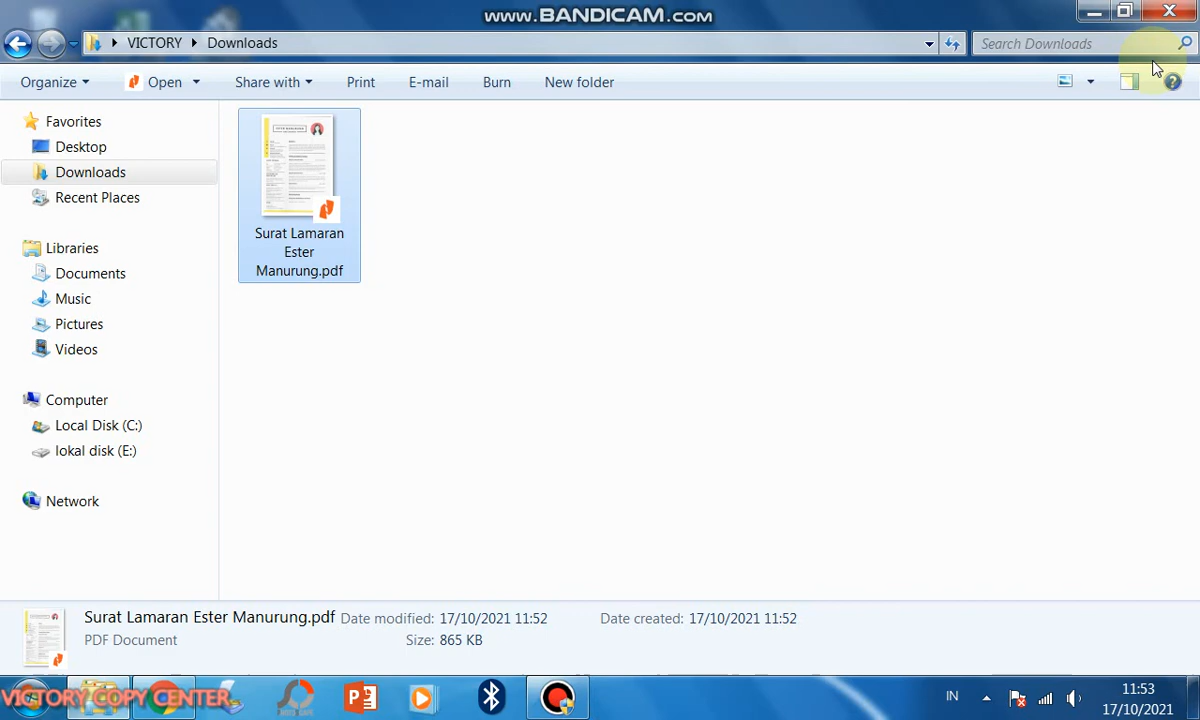 www.BANDICAM.com
VICTORY Downloads
Search Downloads
Organize Open Share with Print E-mail Burn New folder
Favorites
Desktop
Downloads
Recent Places
Libraries
Documents
Music
Pictures
Videos
Computer
Local Disk (C:)
lokal disk (E:)
Network
Surat Lamaran
Ester
Manurung.pdf
Surat Lamaran Ester Manurung.pdf Date modified: 17/10/2021 11:52 Date created: 17/10/2021 11:52
PDF Document Size: 865 KB
VICTORY COPY CENTER
IN
11:53
17/10/2021